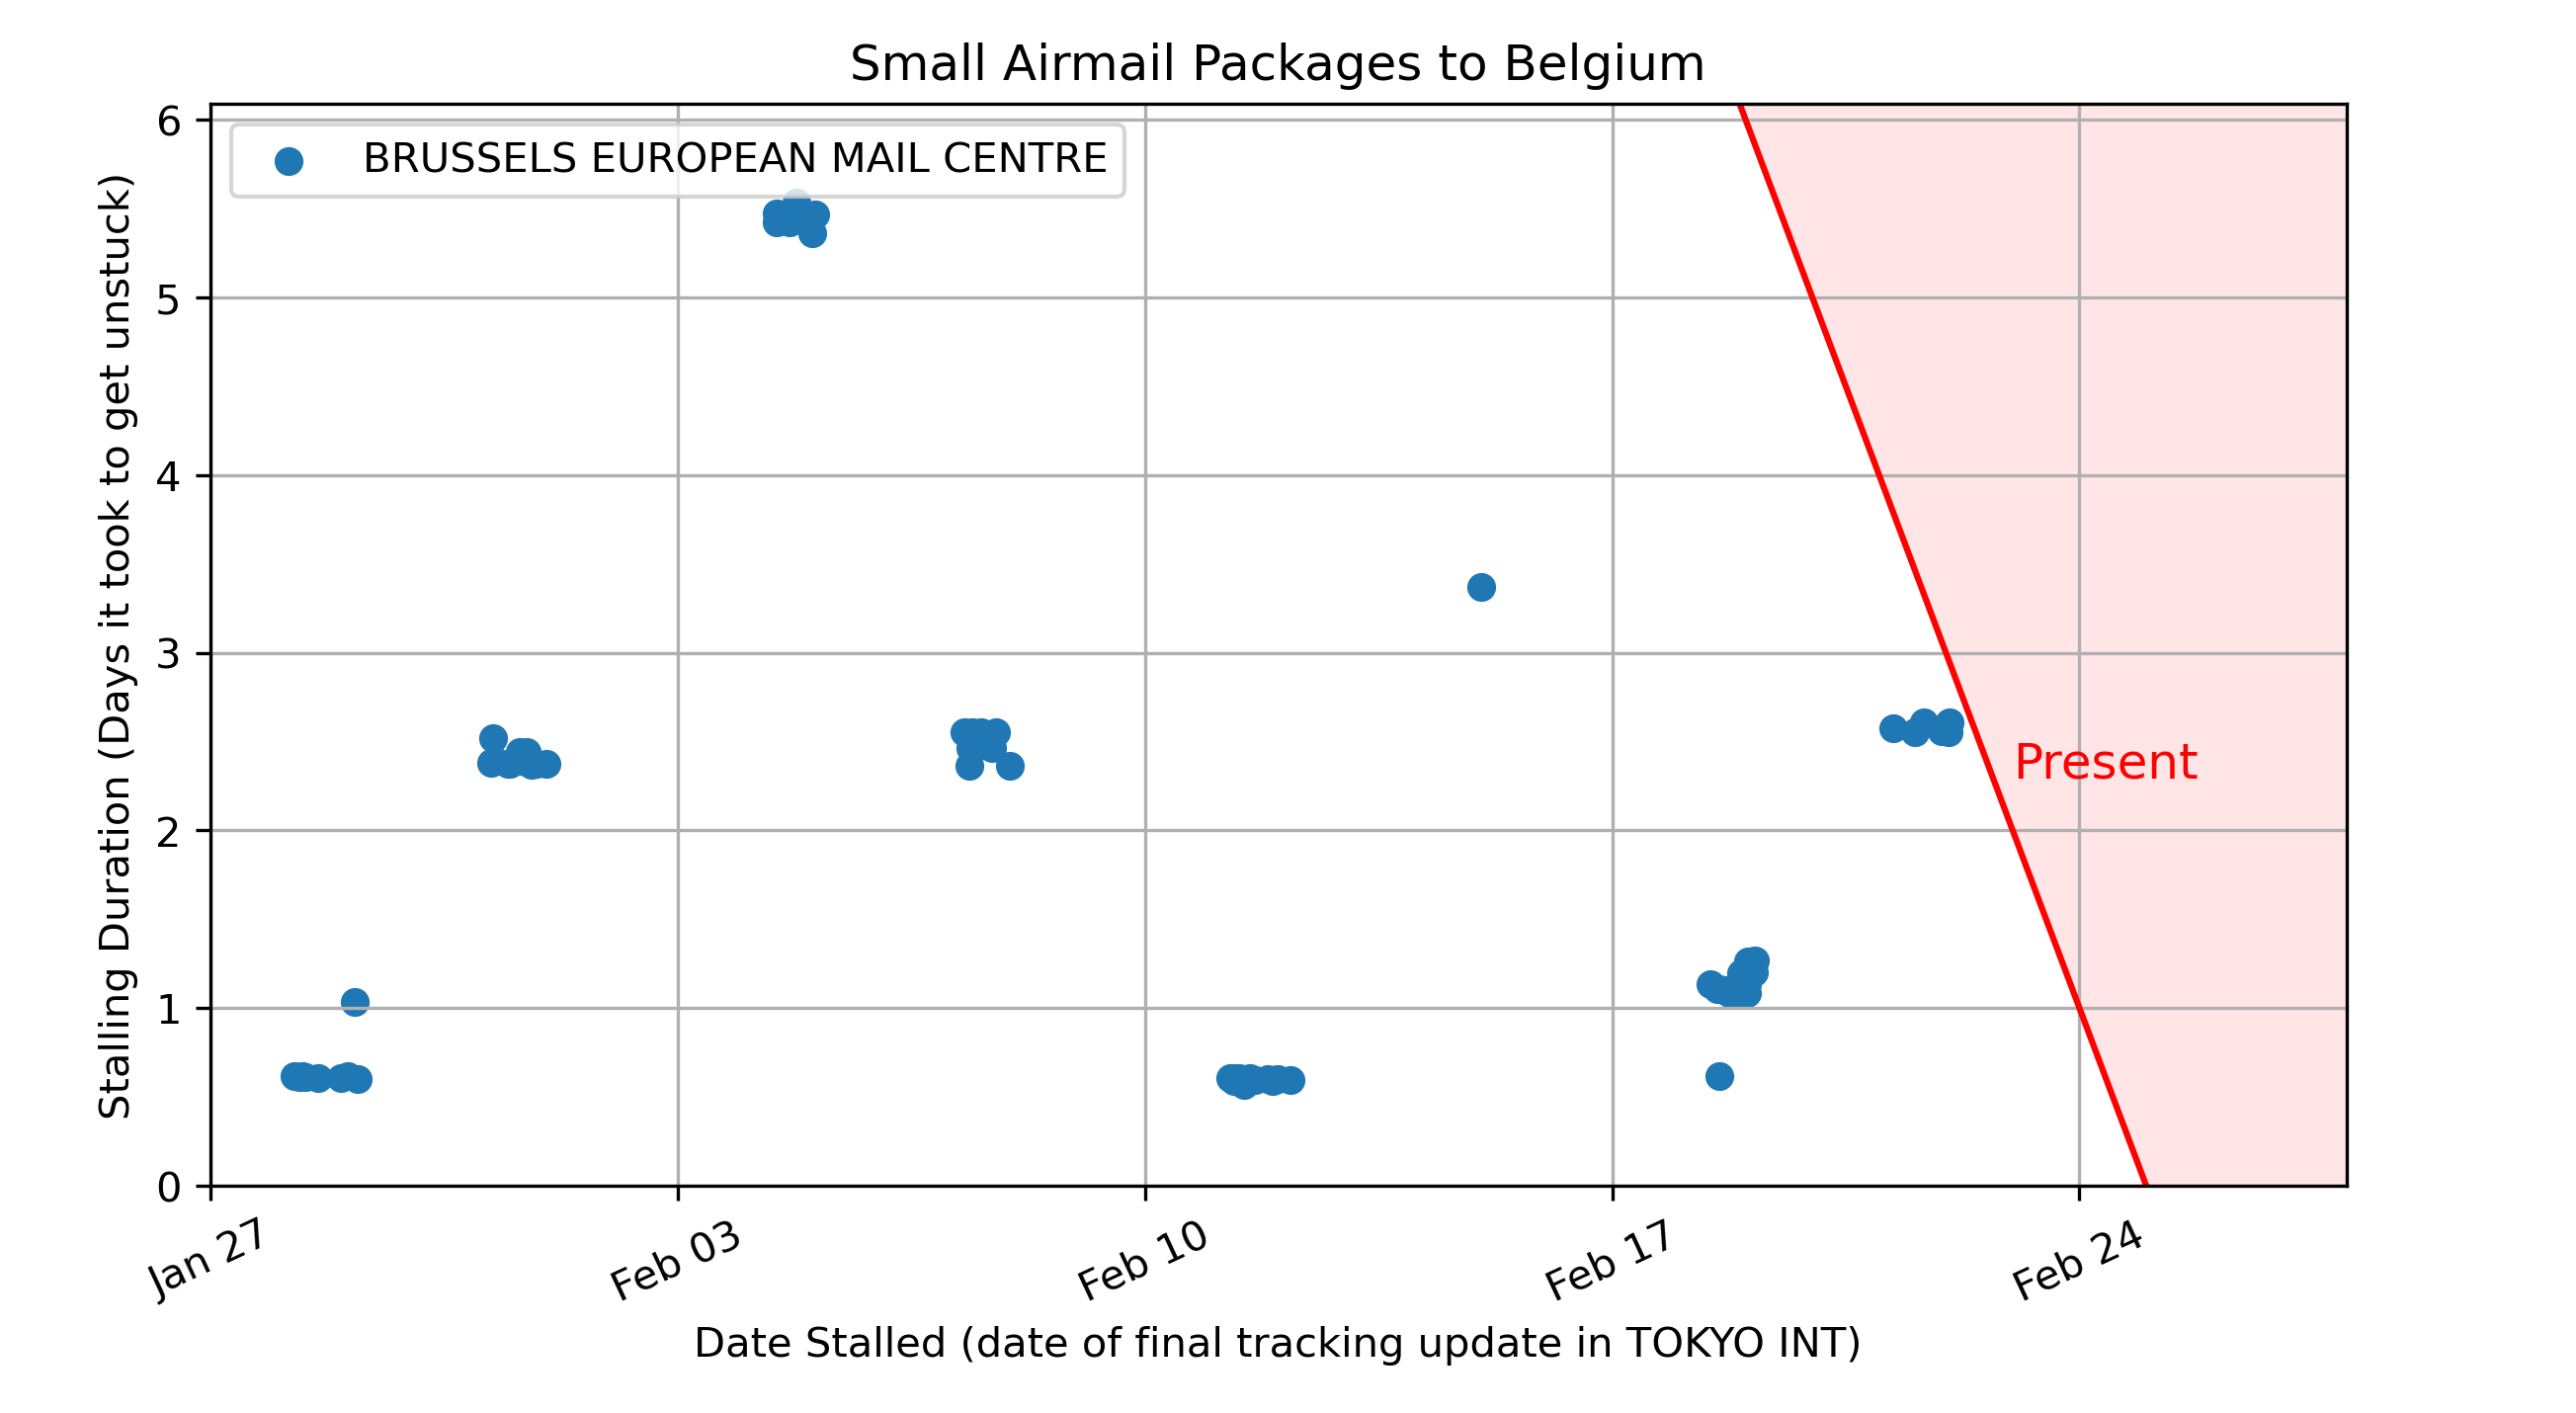 Small Airmail Packages to Belgium
BRUSSELS EUROPEAN MAIL CENTRE
Stalling Duration (Days it took to get unstuck)
6
5
4
3
2
1
0
Present
Jan 27
Feb 03
Feb 10
Feb 17
Feb 24
Date Stalled (date of final tracking update in TOKYO INT)